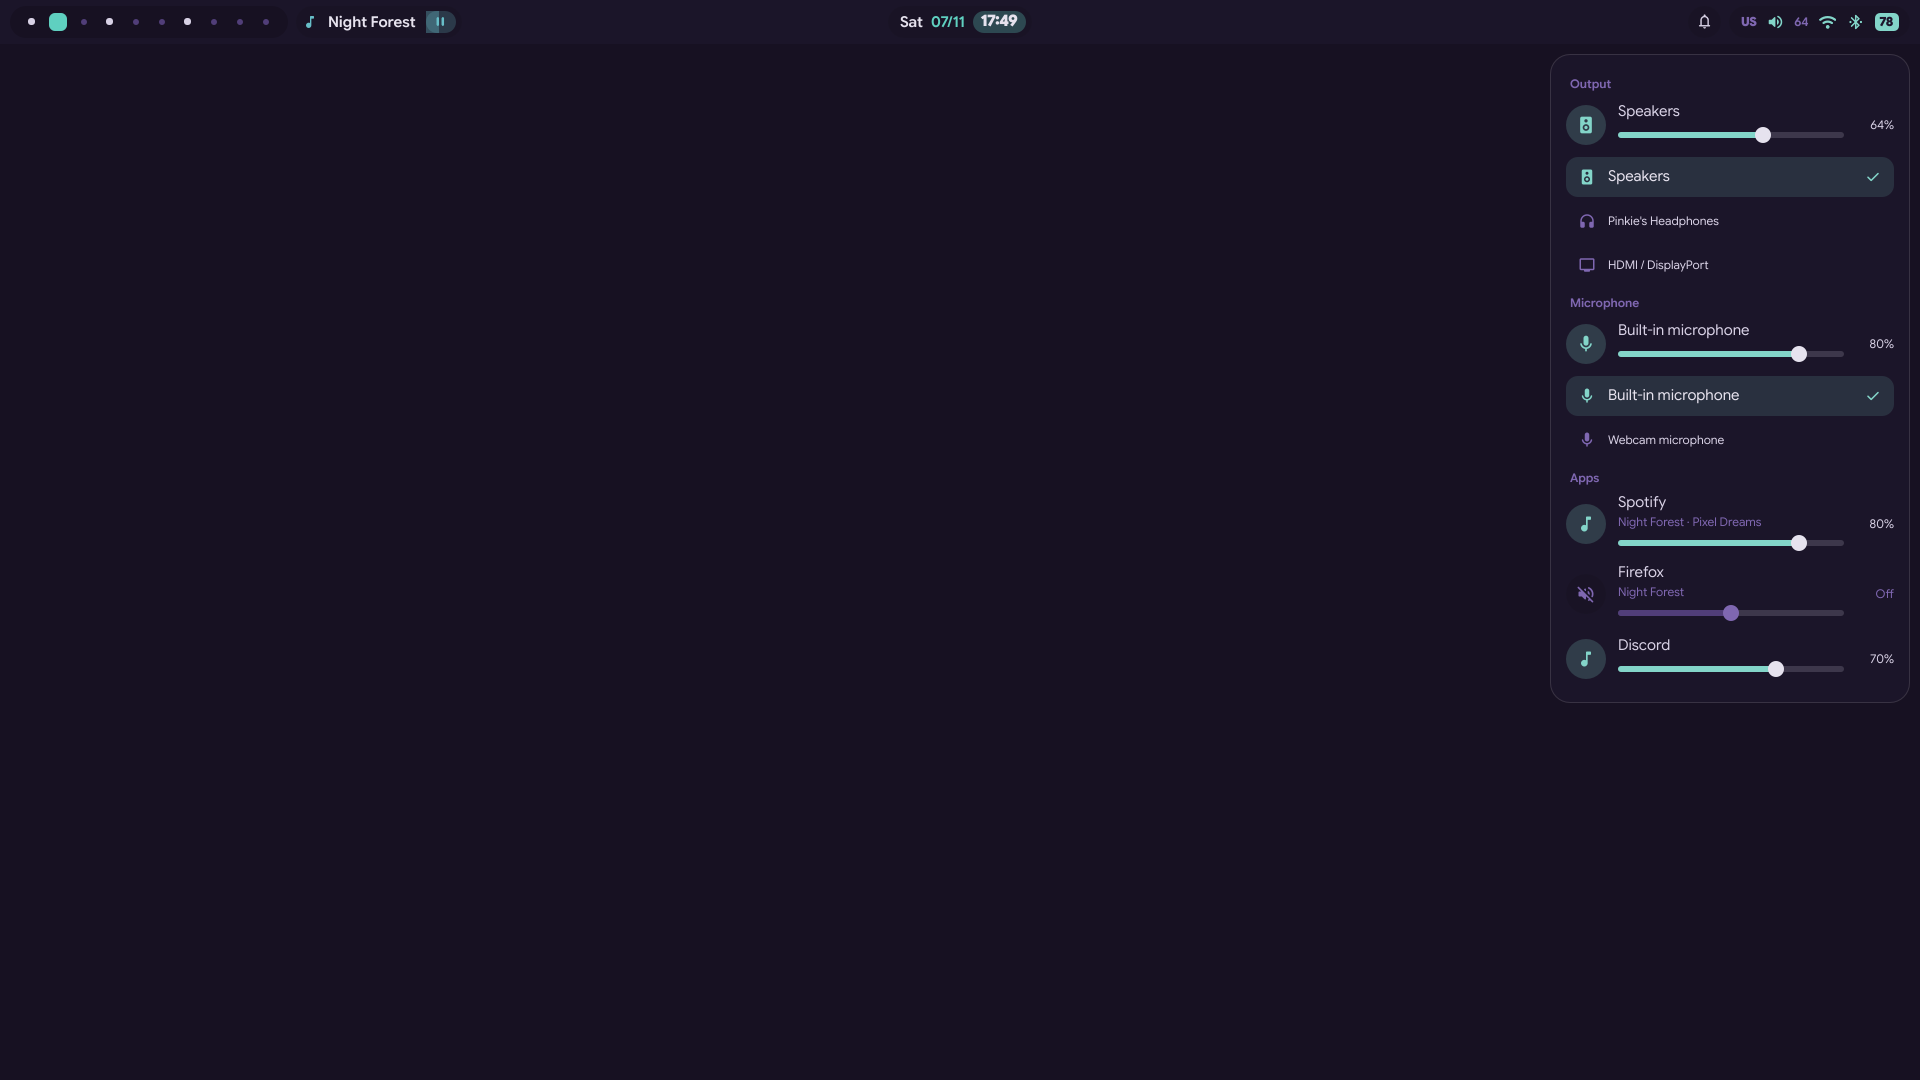 Night Forest
Sat 07/11 17:49
US 64 78
Output
Speakers
64%
Speakers
Pinkie's Headphones
HDMI / DisplayPort
Microphone
Built-in microphone
80%
Built-in microphone
Webcam microphone
Apps
Spotify
Night Forest · Pixel Dreams
80%
Firefox
Night Forest
Off
Discord
70%